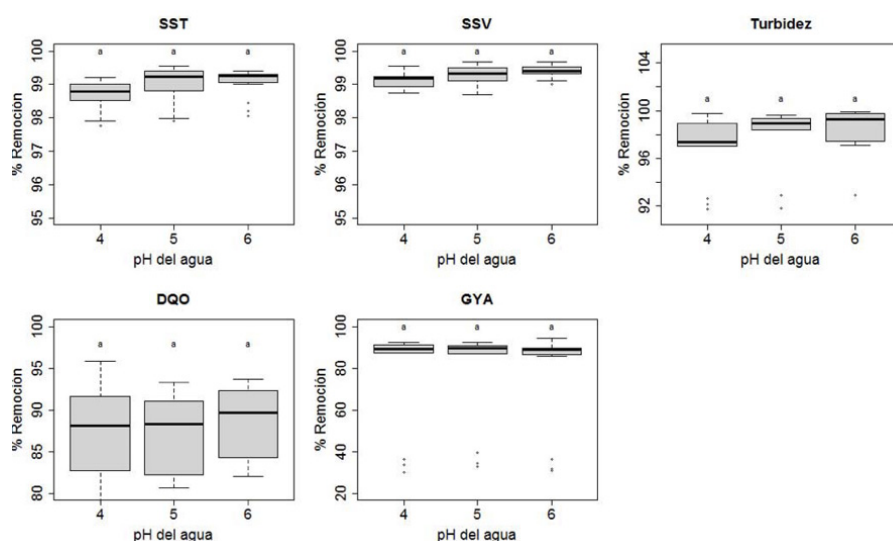 SST
% Remoción
100
99
98
97
96
95
a a a
4 5 6
pH del agua
SSV
% Remoción
100
99
98
97
96
95
a a a
4 5 6
pH del agua
Turbidez
% Remoción
104
100
96
92
a a a
4 5 6
pH del agua
DQO
% Remoción
100
95
90
85
80
a a a
4 5 6
pH del agua
GYA
% Remoción
100
80
60
40
20
a a a
4 5 6
pH del agua